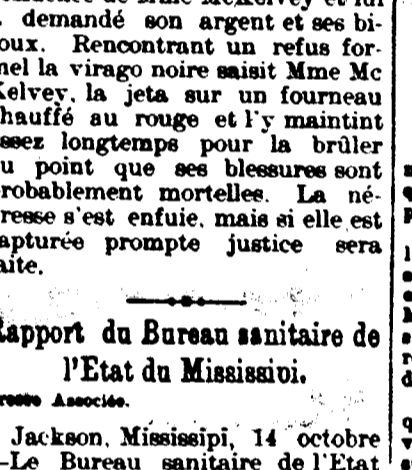 demandé son argent et ses bi-
oux. Rencontrant un refus for-
mel la virago noire saisit Mme Mc
Kelvey, la jeta sur un fourneau
hauffé au rouge et l'y maintint
ssez longtemps pour la brûler
u point que ses blessures sont
robablement mortelles. La né-
resse s'est enfuie, mais si elle est
apturée prompte justice sera
aite.
Rapport du Bureau sanitaire de
l'Etat du Mississipi.
resse Associée.
Jackson, Mississipi, 14 octobre
-Le Bureau sanitaire de l'Etat